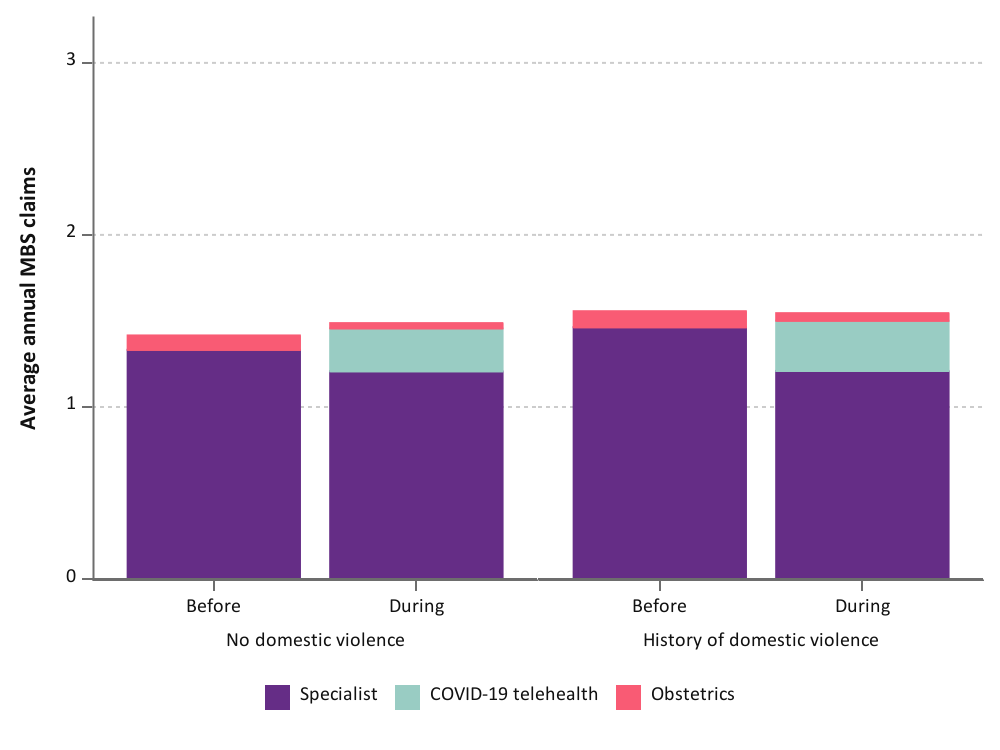 Average annual MBS claims
3
2
1
0
Before During Before During
No domestic violence History of domestic violence
Specialist COVID-19 telehealth Obstetrics